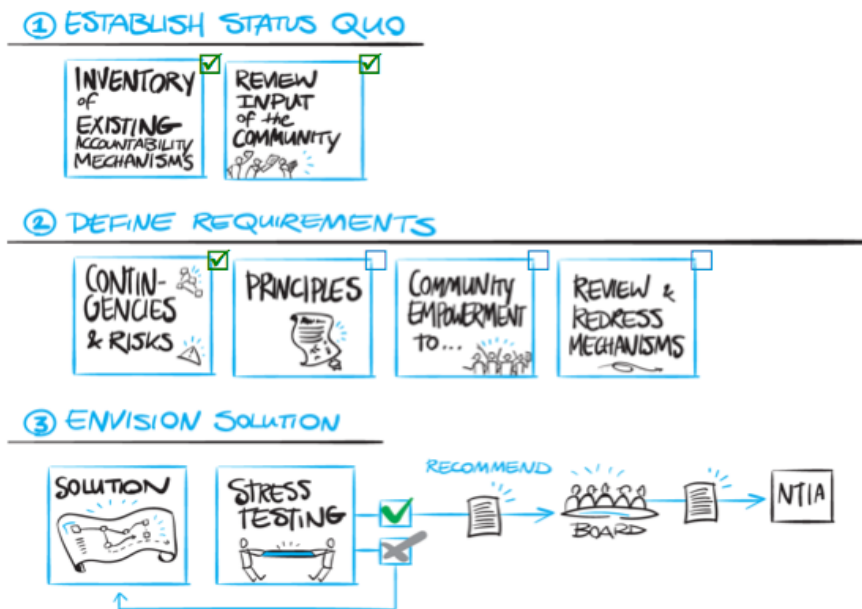 ① ESTABLISH STATUS QUO
INVENTORY
of
EXISTING
ACCOUNTABILITY
MECHANISMS
REVIEW
INPUT
of the
COMMUNITY
② DEFINE REQUIREMENTS
CONTIN-
GENCIES
& RISKS
PRINCIPLES
COMMUNITY
EMPOWERMENT
TO...
REVIEW &
REDRESS
MECHANISMS
③ ENVISION SOLUTION
SOLUTION
STRESS
TESTING
RECOMMEND
BOARD
NTIA